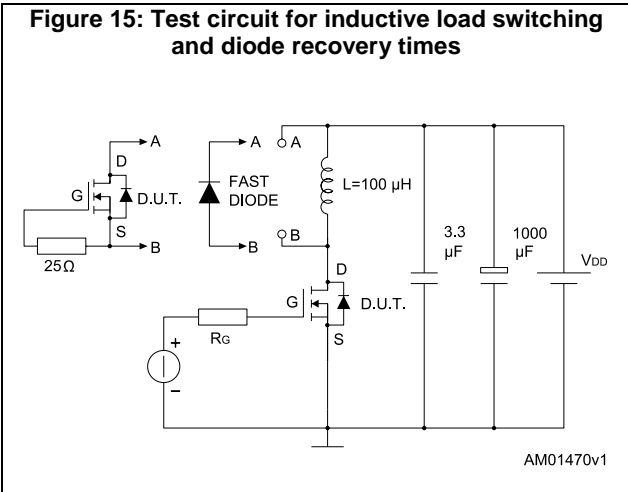 Figure 15: Test circuit for inductive load switching
and diode recovery times
A
D
G
D.U.T.
S
B
25Ω
A
FAST
DIODE
B
A
L=100 µH
B
D
G
D.U.T.
S
RG
+
−
3.3
µF
1000
µF
VDD
AM01470v1